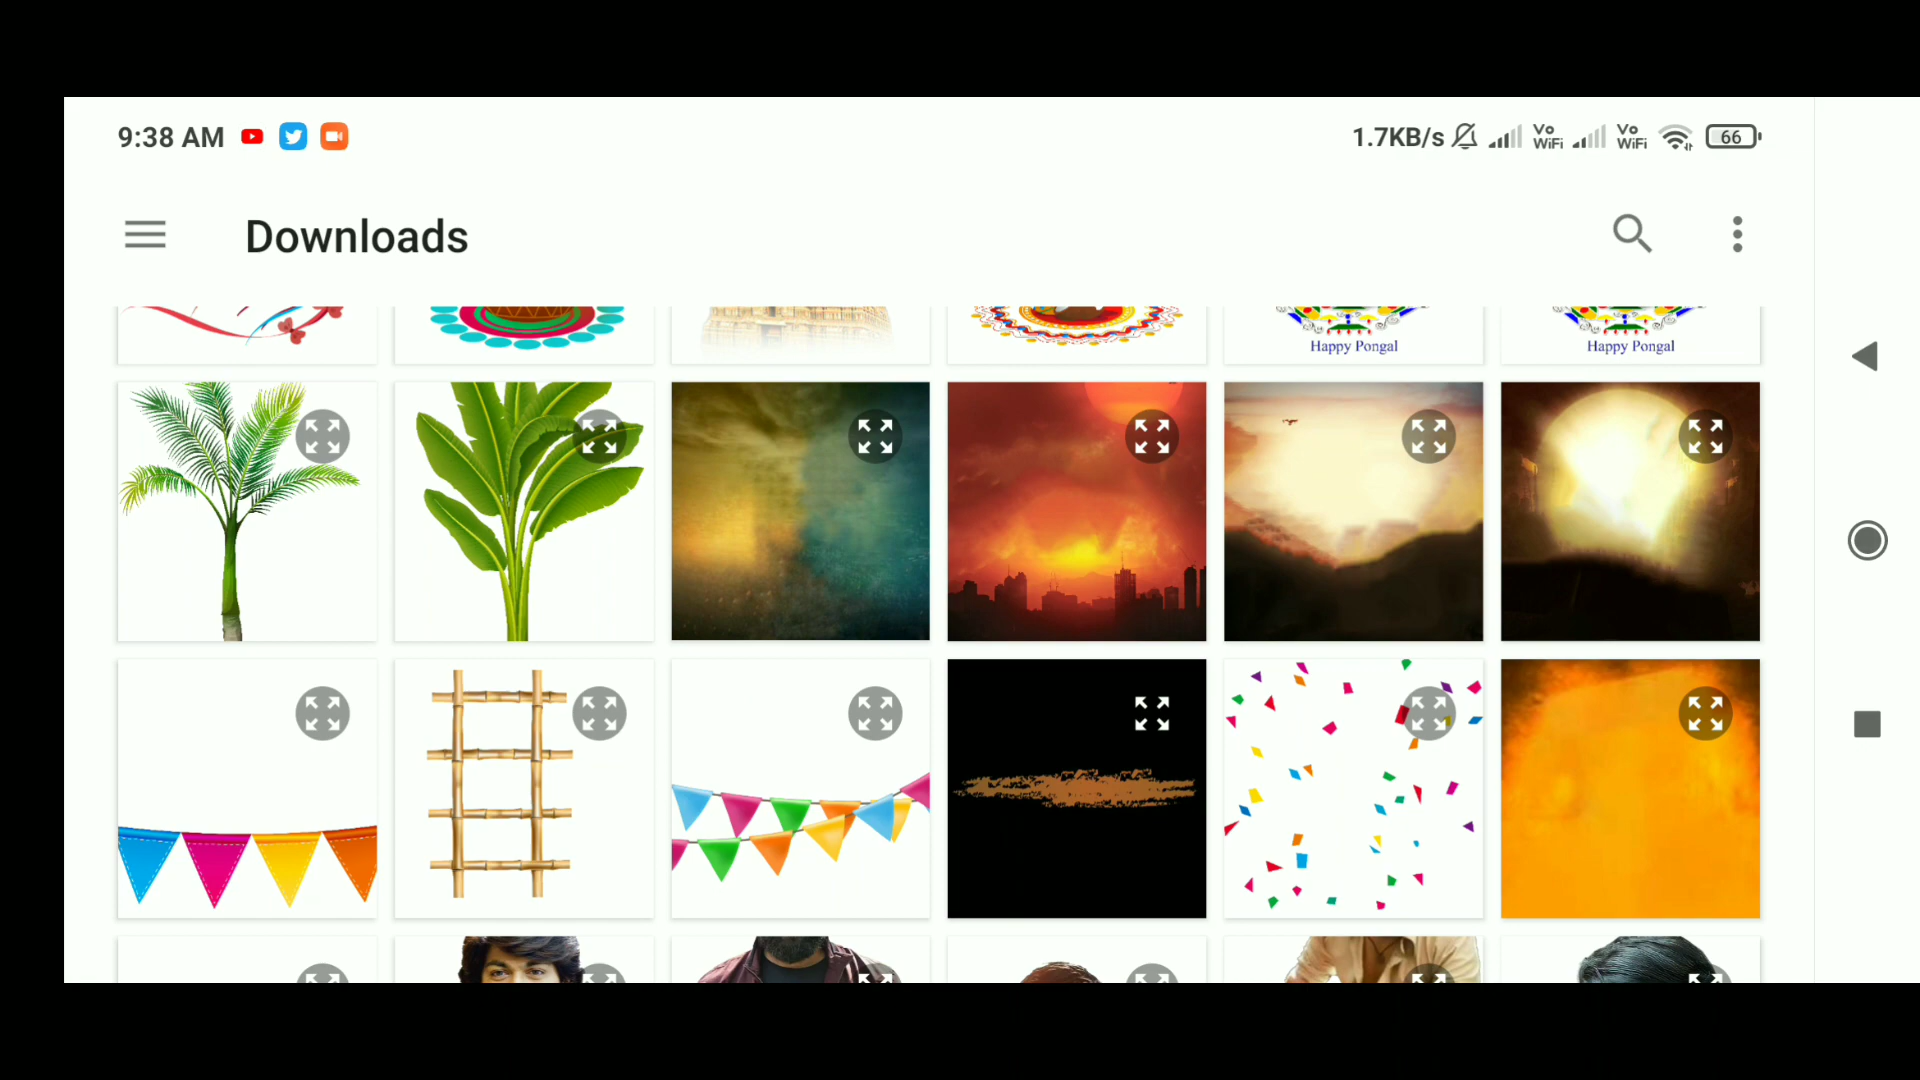 9:38 AM
1.7KB/s
Vo
WiFi
Vo
WiFi
66
Downloads
Happy Pongal
Happy Pongal